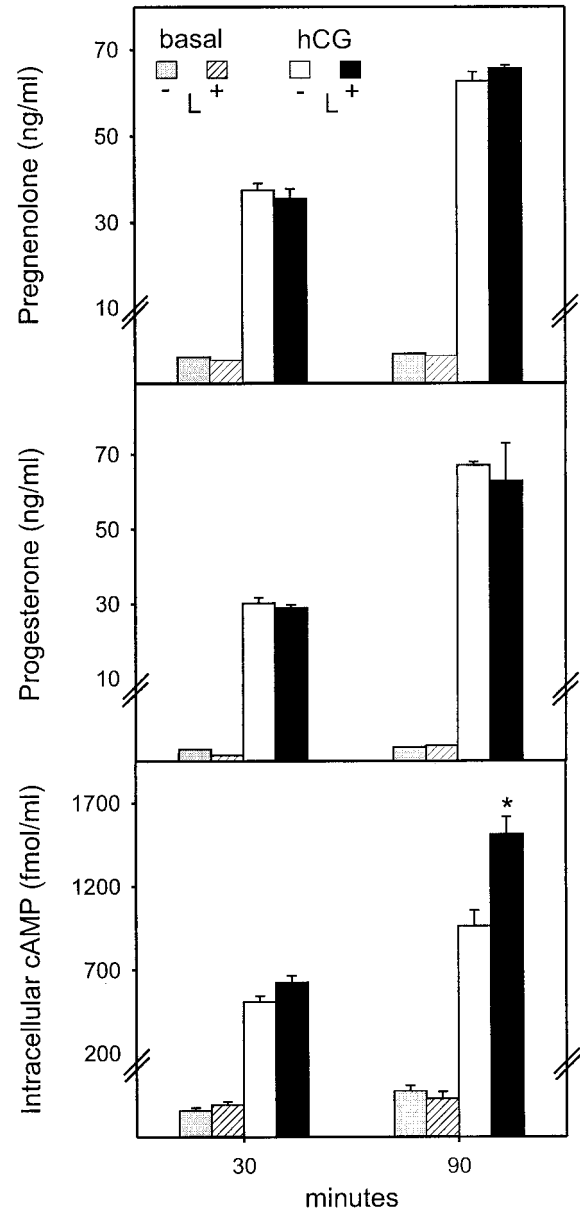 basal hCG
- + - +
L L
Pregnenolone (ng/ml)
70
50
30
10
Progesterone (ng/ml)
70
50
30
10
Intracellular cAMP (fmol/ml)
1700
1200
700
200
*
30 90
minutes